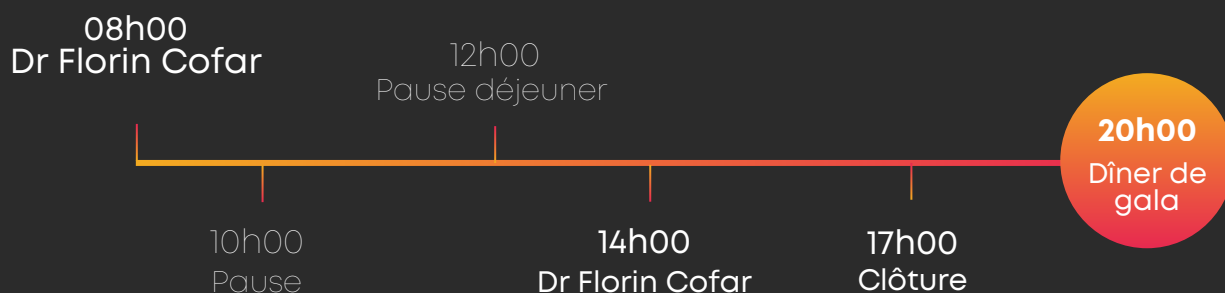 08h00
Dr Florin Cofar
10h00
Pause
12h00
Pause déjeuner
14h00
Dr Florin Cofar
17h00
Clôture
20h00
Dîner de
gala